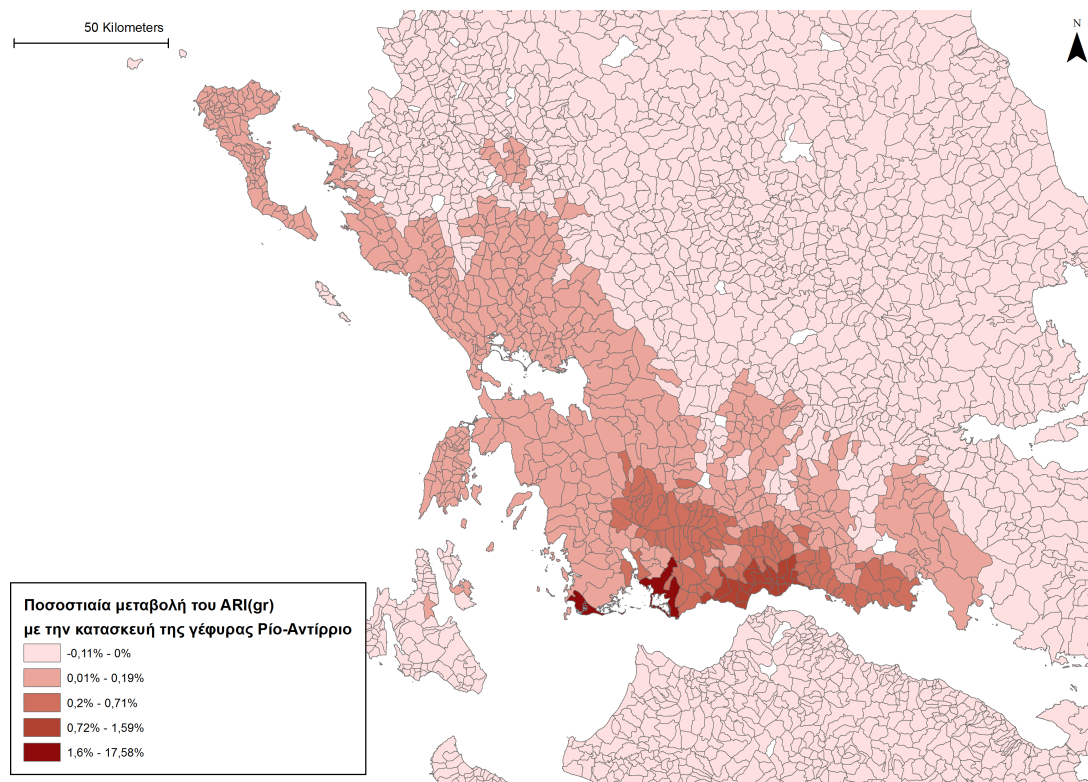 50 Kilometers
N
Ποσοστιαία μεταβολή του ARI(gr)
με την κατασκευή της γέφυρας Ρίο-Αντίρριο
-0,11% - 0%
0,01% - 0,19%
0,2% - 0,71%
0,72% - 1,59%
1,6% - 17,58%